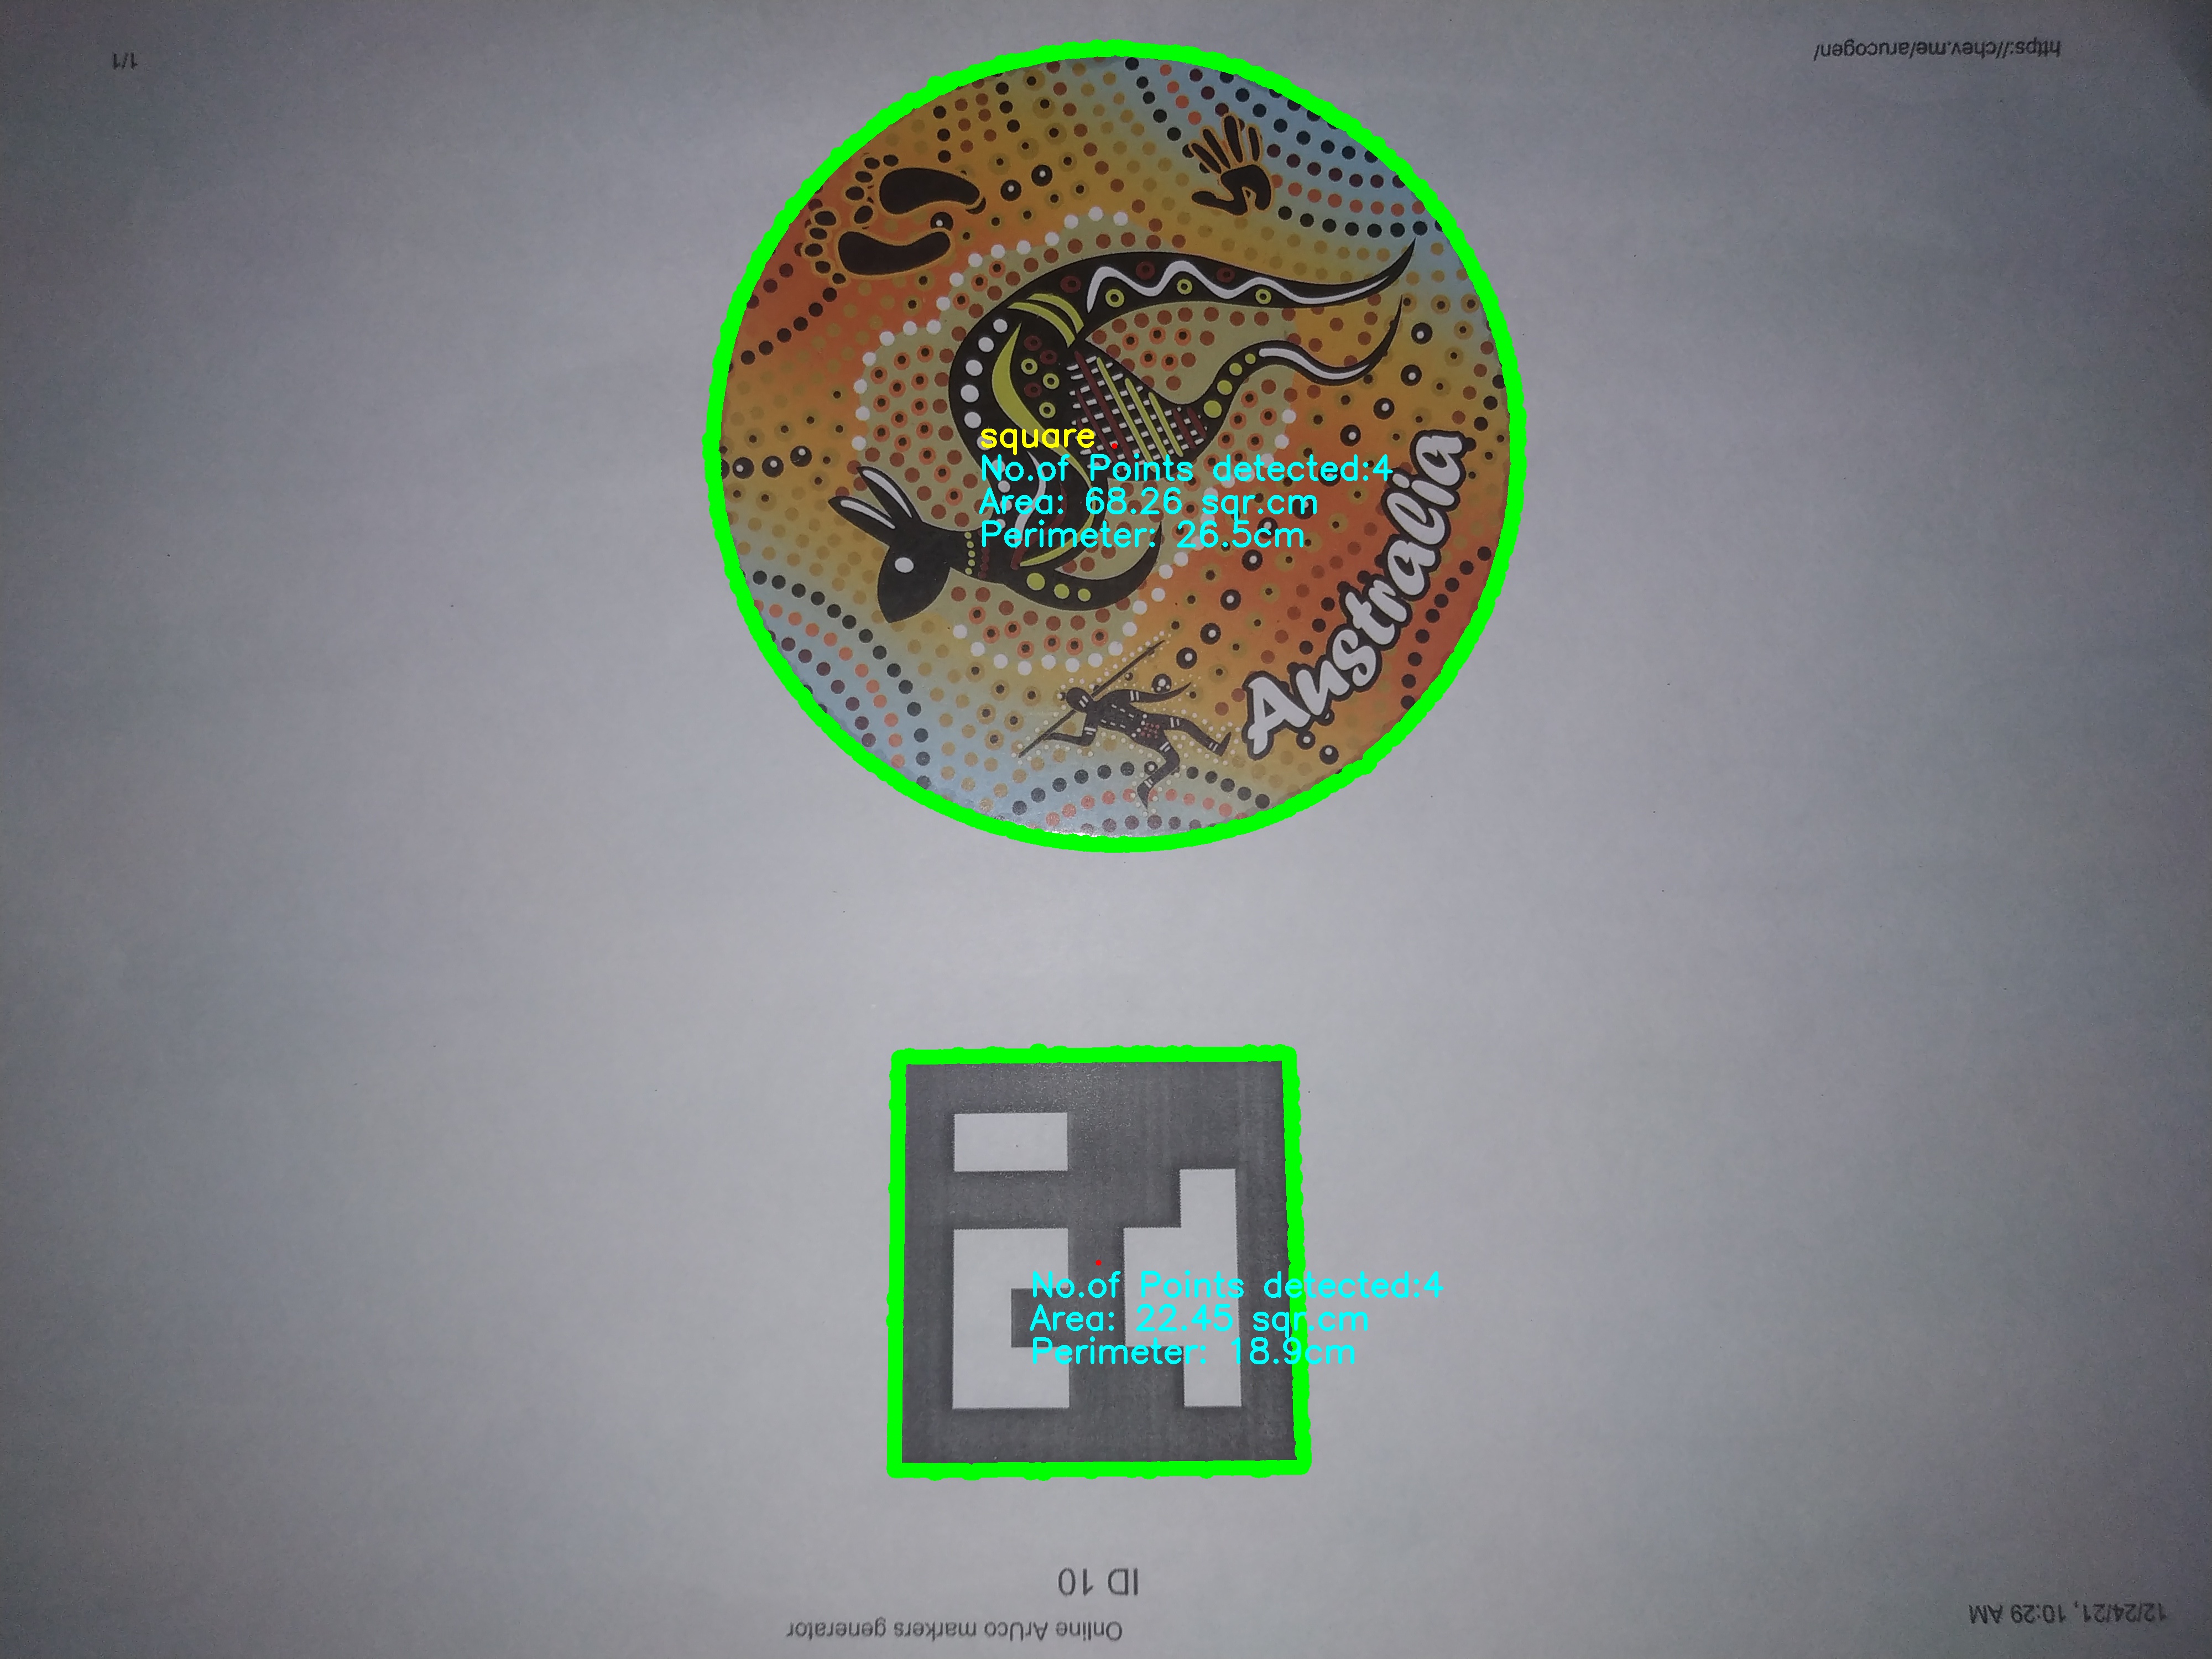 1/1
https://chev.me/arucogen/
square
No.of Points detected:4
Area: 68.26 sqr.cm
Perimeter: 26.5cm
Australia
No.of Points detected:4
Area: 22.45 sqr.cm
Perimeter: 18.9cm
ID 10
Online ArUco markers generator
12/24/21, 10:29 AM